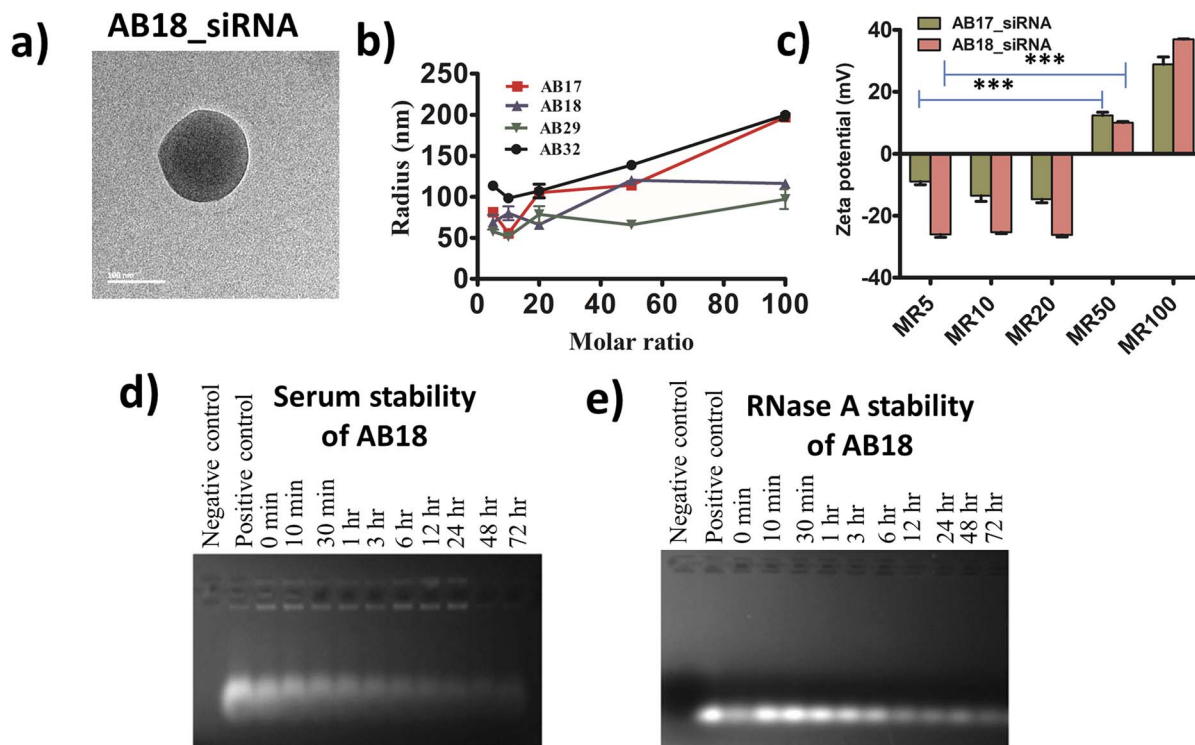 a)
AB18_siRNA
100 nm
b)
250
200
150
100
50
0
Radius (nm)
AB17
AB18
AB29
AB32
0
20
40
60
80
100
Molar ratio
c)
AB17_siRNA
AB18_siRNA
***
***
40
20
0
-20
-40
Zeta potential (mV)
MR5
MR10
MR20
MR50
MR100
d)
Serum stability
of AB18
Negative control
Positive control
0 min
10 min
30 min
1 hr
3 hr
6 hr
12 hr
24 hr
48 hr
72 hr
e)
RNase A stability
of AB18
Negative control
Positive control
0 min
10 min
30 min
1 hr
3 hr
6 hr
12 hr
24 hr
48 hr
72 hr